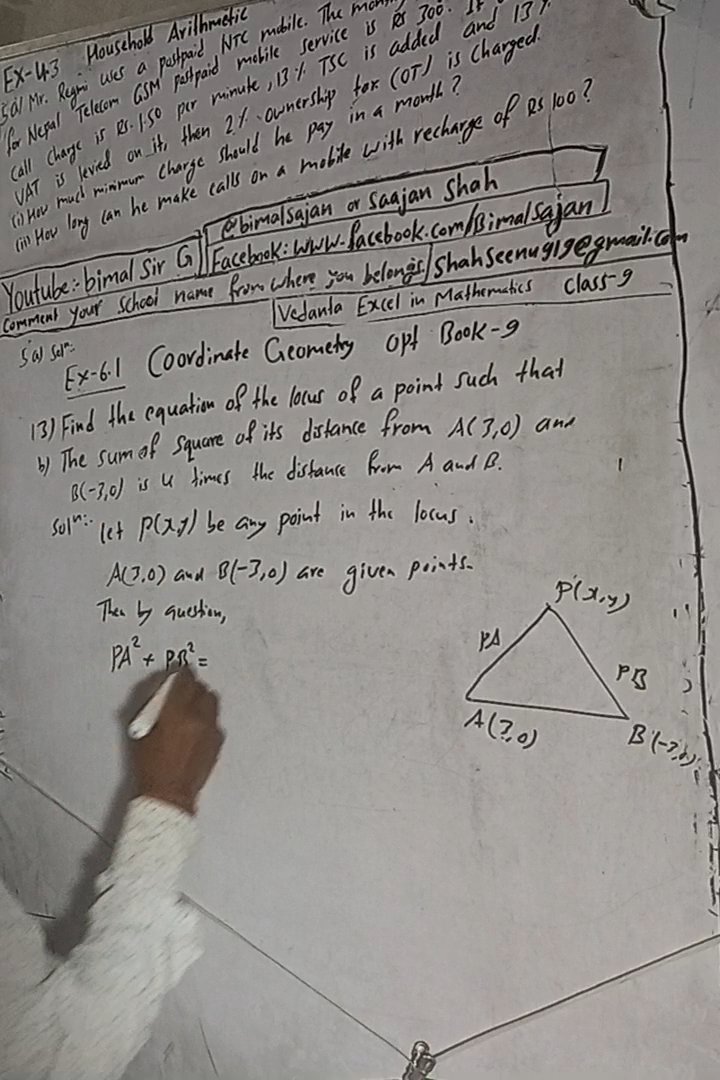 Ex-4.3 Household Arithmetic
5a) Mr. Regmi uses a postpaid NTC mobile. The
for Nepal Telecom GSM postpaid mobile service is Rs 300. If
Call charge is Rs. 1.50 per minute, 13% TSC is added and 13%
VAT is levied on it, then 2% ownership tax (OT) is charged.
(i) How much minimum charge should he pay in a month?
(ii) How long can he make calls on a mobile with recharge of Rs 100?
@bimalsajan or Saajan Shah
Youtube:- bimal Sir G
Facebook: www.facebook.com/Bimalsajan
Comment your School name from where you belongs.
Shahseenu919@gmail.com
Vedanta Excel in Mathematics Class-9
5a) Solⁿ:
Ex-6.1 Coordinate Geometry Opt Book-9
13) Find the equation of the locus of a point such that
b) The sum of square of its distance from A(3,0) and
B(-3,0) is 4 times the distance from A and B.
Solⁿ:- let P(x,y) be any point in the locus.
A(3,0) and B(-3,0) are given points.
Then by question,
PA² + PB² =
P(x,y)
PA
PB
A(3,0)
B(-3,0)